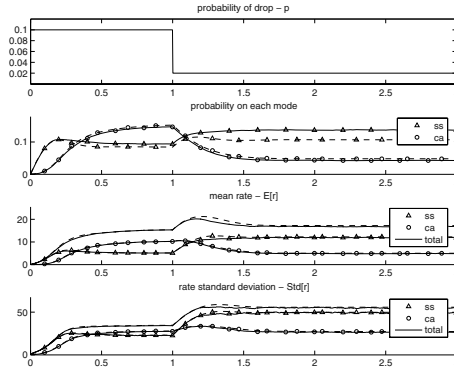 probability of drop – p
0.1
0.08
0.06
0.04
0.02
0 0.5 1 1.5 2 2.5
probability on each mode
ss
ca
0.1
0
0 0.5 1 1.5 2 2.5
mean rate – E[r]
ss
ca
total
20
10
0
0 0.5 1 1.5 2 2.5
rate standard deviation – Std[r]
ss
ca
total
50
0
0 0.5 1 1.5 2 2.5